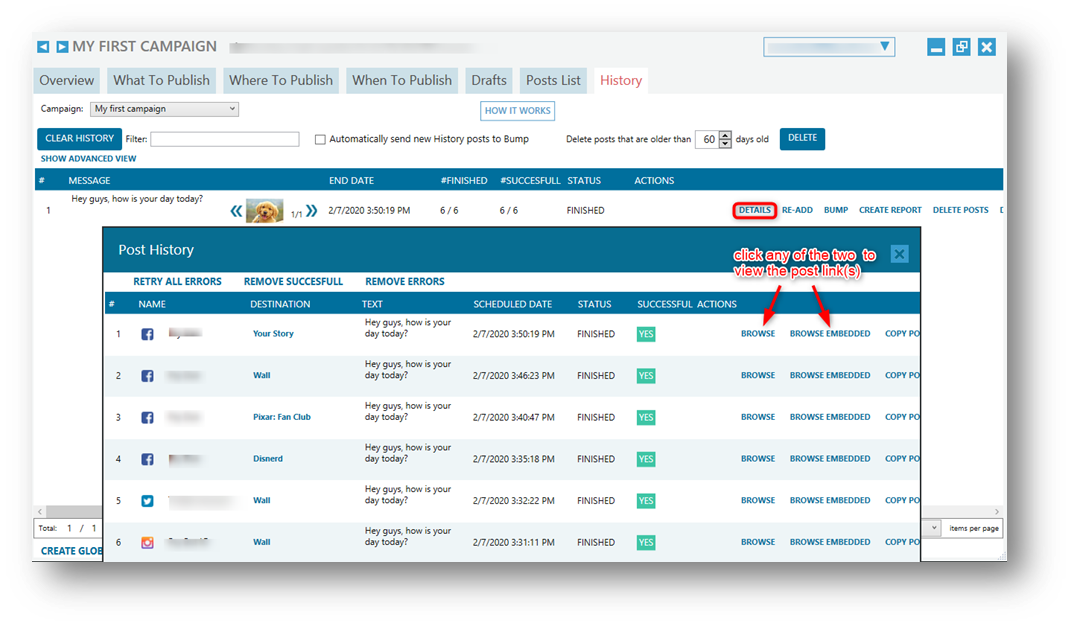 MY FIRST CAMPAIGN
Overview What To Publish Where To Publish When To Publish Drafts Posts List History
Campaign: My first campaign
HOW IT WORKS
CLEAR HISTORY Filter: Automatically send new History posts to Bump Delete posts that are older than 60 days old DELETE
SHOW ADVANCED VIEW
# MESSAGE END DATE #FINISHED #SUCCESFULL STATUS ACTIONS
1 Hey guys, how is your day today? 1/1 2/7/2020 3:50:19 PM 6 / 6 6 / 6 FINISHED DETAILS RE-ADD BUMP CREATE REPORT DELETE POSTS D
Post History
click any of the two to
view the post link(s)
RETRY ALL ERRORS REMOVE SUCCESFULL REMOVE ERRORS
# NAME DESTINATION TEXT SCHEDULED DATE STATUS SUCCESSFUL ACTIONS
1 Your Story Hey guys, how is your
day today? 2/7/2020 3:50:19 PM FINISHED YES BROWSE BROWSE EMBEDDED COPY PO
2 Wall Hey guys, how is your
day today? 2/7/2020 3:46:23 PM FINISHED YES BROWSE BROWSE EMBEDDED COPY PO
3 Pixar: Fan Club Hey guys, how is your
day today? 2/7/2020 3:40:47 PM FINISHED YES BROWSE BROWSE EMBEDDED COPY PO
4 Disnerd Hey guys, how is your
day today? 2/7/2020 3:35:18 PM FINISHED YES BROWSE BROWSE EMBEDDED COPY PO
5 Wall Hey guys, how is your
day today? 2/7/2020 3:32:22 PM FINISHED YES BROWSE BROWSE EMBEDDED COPY PO
6 Wall Hey guys, how is your
day today? 2/7/2020 3:31:11 PM FINISHED YES BROWSE BROWSE EMBEDDED COPY PO
Total: 1 / 1 items per page
CREATE GLOB